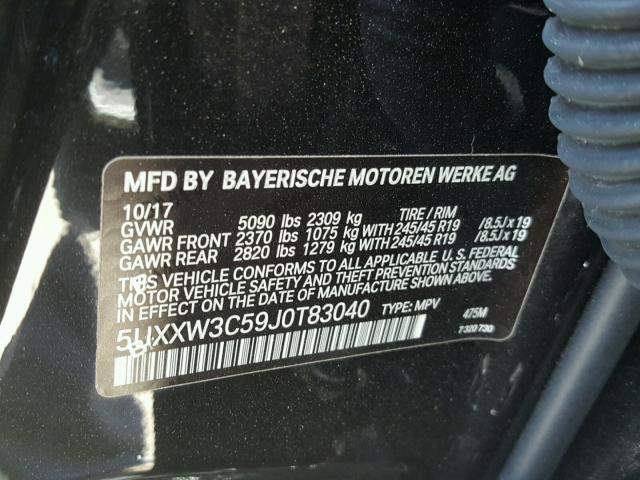 MFD BY BAYERISCHE MOTOREN WERKE AG
10/17 TIRE / RIM
GVWR 5090 lbs 2309 kg
GAWR FRONT 2370 lbs 1075 kg WITH 245/45 R19 /8.5J x 19
GAWR REAR 2820 lbs 1279 kg WITH 245/45 R19 /8.5J x 19
THIS VEHICLE CONFORMS TO ALL APPLICABLE U. S. FEDERAL
MOTOR VEHICLE SAFETY AND THEFT PREVENTION STANDARDS
IN EFFECT ON THE DATE OF MANUFACTURE SHOWN ABOVE.
5UXXW3C59J0T83040 TYPE: MPV 475M
7320730